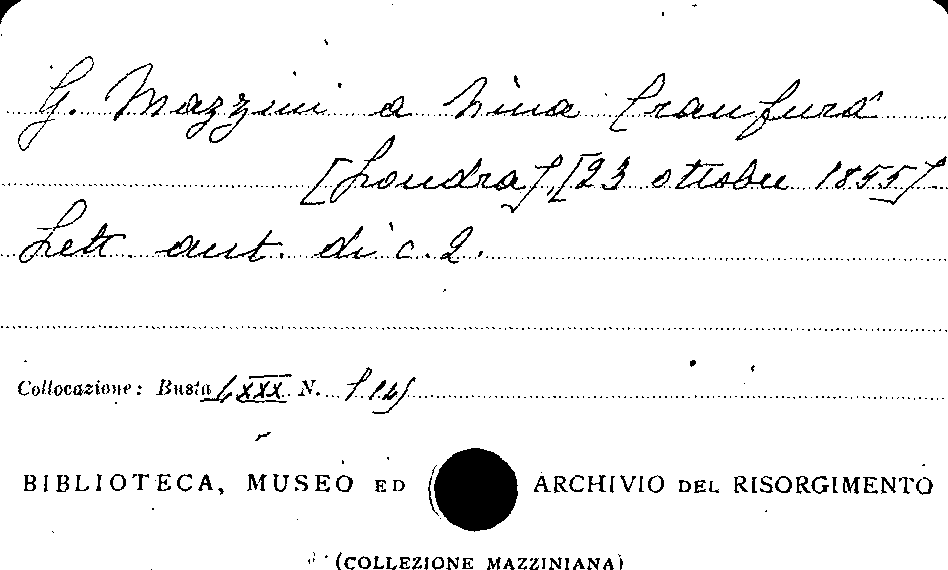 G. Mazzini a Nina Craufurd
[Londra], [23 ottobre 1855]
Lett. aut. di c. 2.
Collocazione: Busta LXXX N.
BIBLIOTECA, MUSEO ED ARCHIVIO DEL RISORGIMENTO
(COLLEZIONE MAZZINIANA)